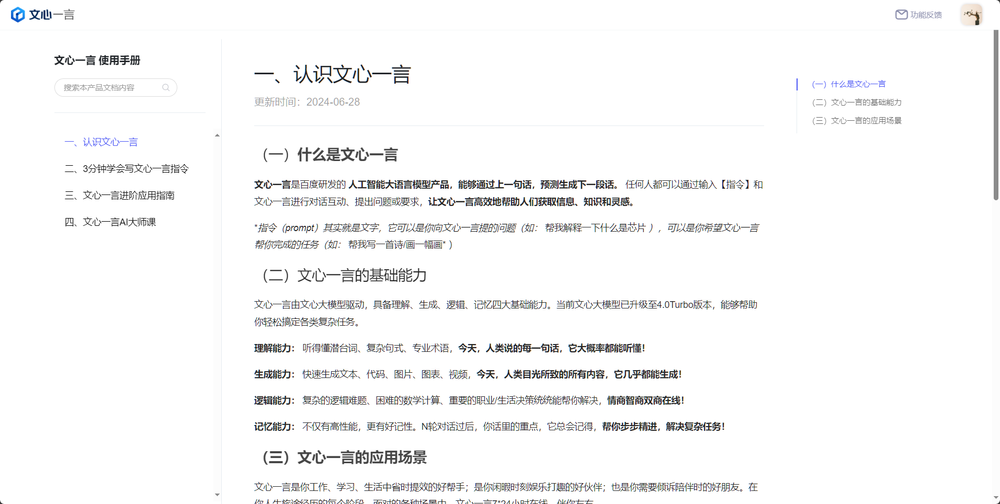 文心一言
功能反馈
文心一言 使用手册
搜索本产品文档内容
一、认识文心一言
二、3分钟学会写文心一言指令
三、文心一言进阶应用指南
四、文心一言AI大师课
一、认识文心一言
更新时间：2024-06-28
（一）什么是文心一言
文心一言是百度研发的 人工智能大语言模型产品，能够通过上一句话，预测生成下一段话。 任何人都可以通过输入【指令】和
文心一言进行对话互动、提出问题或要求，让文心一言高效地帮助人们获取信息、知识和灵感。
*指令（prompt）其实就是文字，它可以是你向文心一言提的问题（如： 帮我解释一下什么是芯片 ），可以是你希望文心一言
帮你完成的任务（如： 帮我写一首诗/画一幅画* ）
（二）文心一言的基础能力
文心一言由文心大模型驱动，具备理解、生成、逻辑、记忆四大基础能力。当前文心大模型已升级至4.0Turbo版本，能够帮助
你轻松搞定各类复杂任务。
理解能力： 听得懂潜台词、复杂句式、专业术语，今天，人类说的每一句话，它大概率都能听懂！
生成能力： 快速生成文本、代码、图片、图表、视频，今天，人类目光所致的所有内容，它几乎都能生成！
逻辑能力： 复杂的逻辑难题、困难的数学计算、重要的职业/生活决策统统能帮你解决，情商智商双商在线！
记忆能力： 不仅有高性能，更有好记性。N轮对话过后，你话里的重点，它总会记得，帮你步步精进，解决复杂任务！
（三）文心一言的应用场景
文心一言是你工作、学习、生活中省时提效的好帮手；是你闲暇时刻娱乐打趣的好伙伴；也是你需要倾诉陪伴时的好朋友。在
你人生旅途经历的每个阶段、面对的各种场景中，文心一言7*24小时在线，伴你左右。
（一）什么是文心一言
（二）文心一言的基础能力
（三）文心一言的应用场景